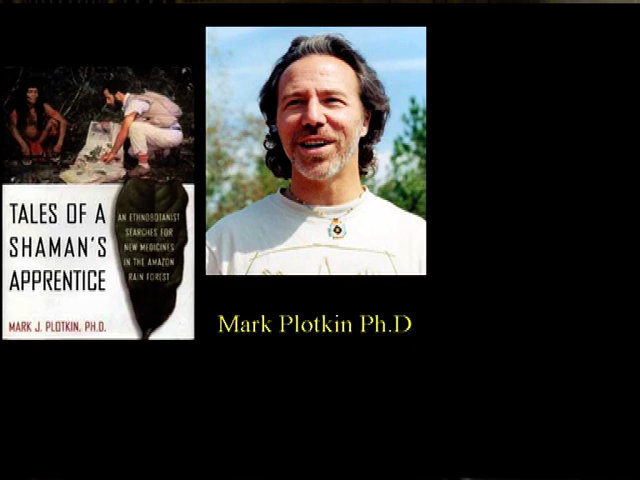 TALES OF A
SHAMAN'S
APPRENTICE
AN ETHNOBOTANIST
SEARCHES FOR
NEW MEDICINES
IN THE AMAZON
RAIN FOREST
MARK J. PLOTKIN, PH.D.
Mark Plotkin Ph.D